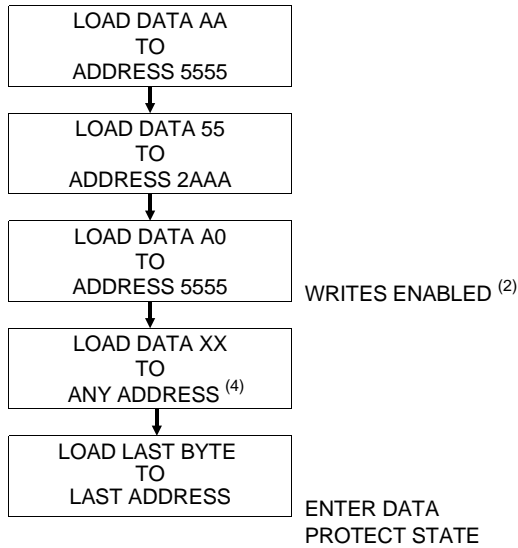 LOAD DATA AA
TO
ADDRESS 5555
LOAD DATA 55
TO
ADDRESS 2AAA
LOAD DATA A0
TO
ADDRESS 5555
WRITES ENABLED (2)
LOAD DATA XX
TO
ANY ADDRESS (4)
LOAD LAST BYTE
TO
LAST ADDRESS
ENTER DATA
PROTECT STATE